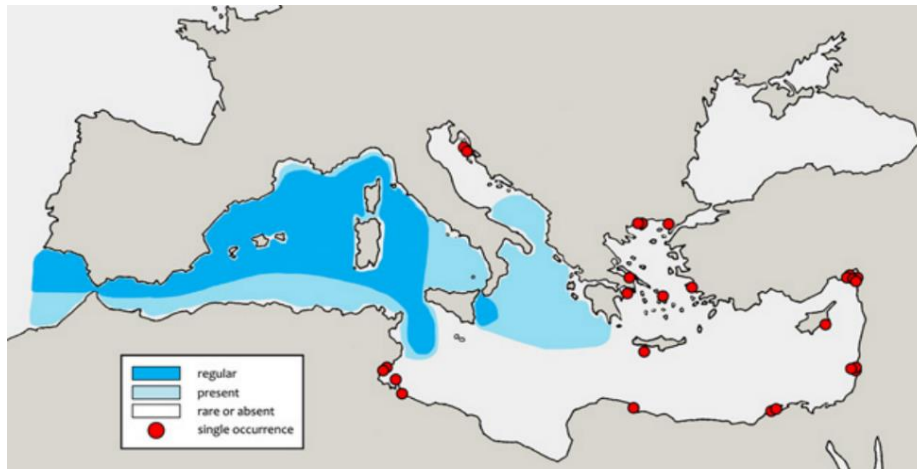 regular
present
rare or absent
single occurrence